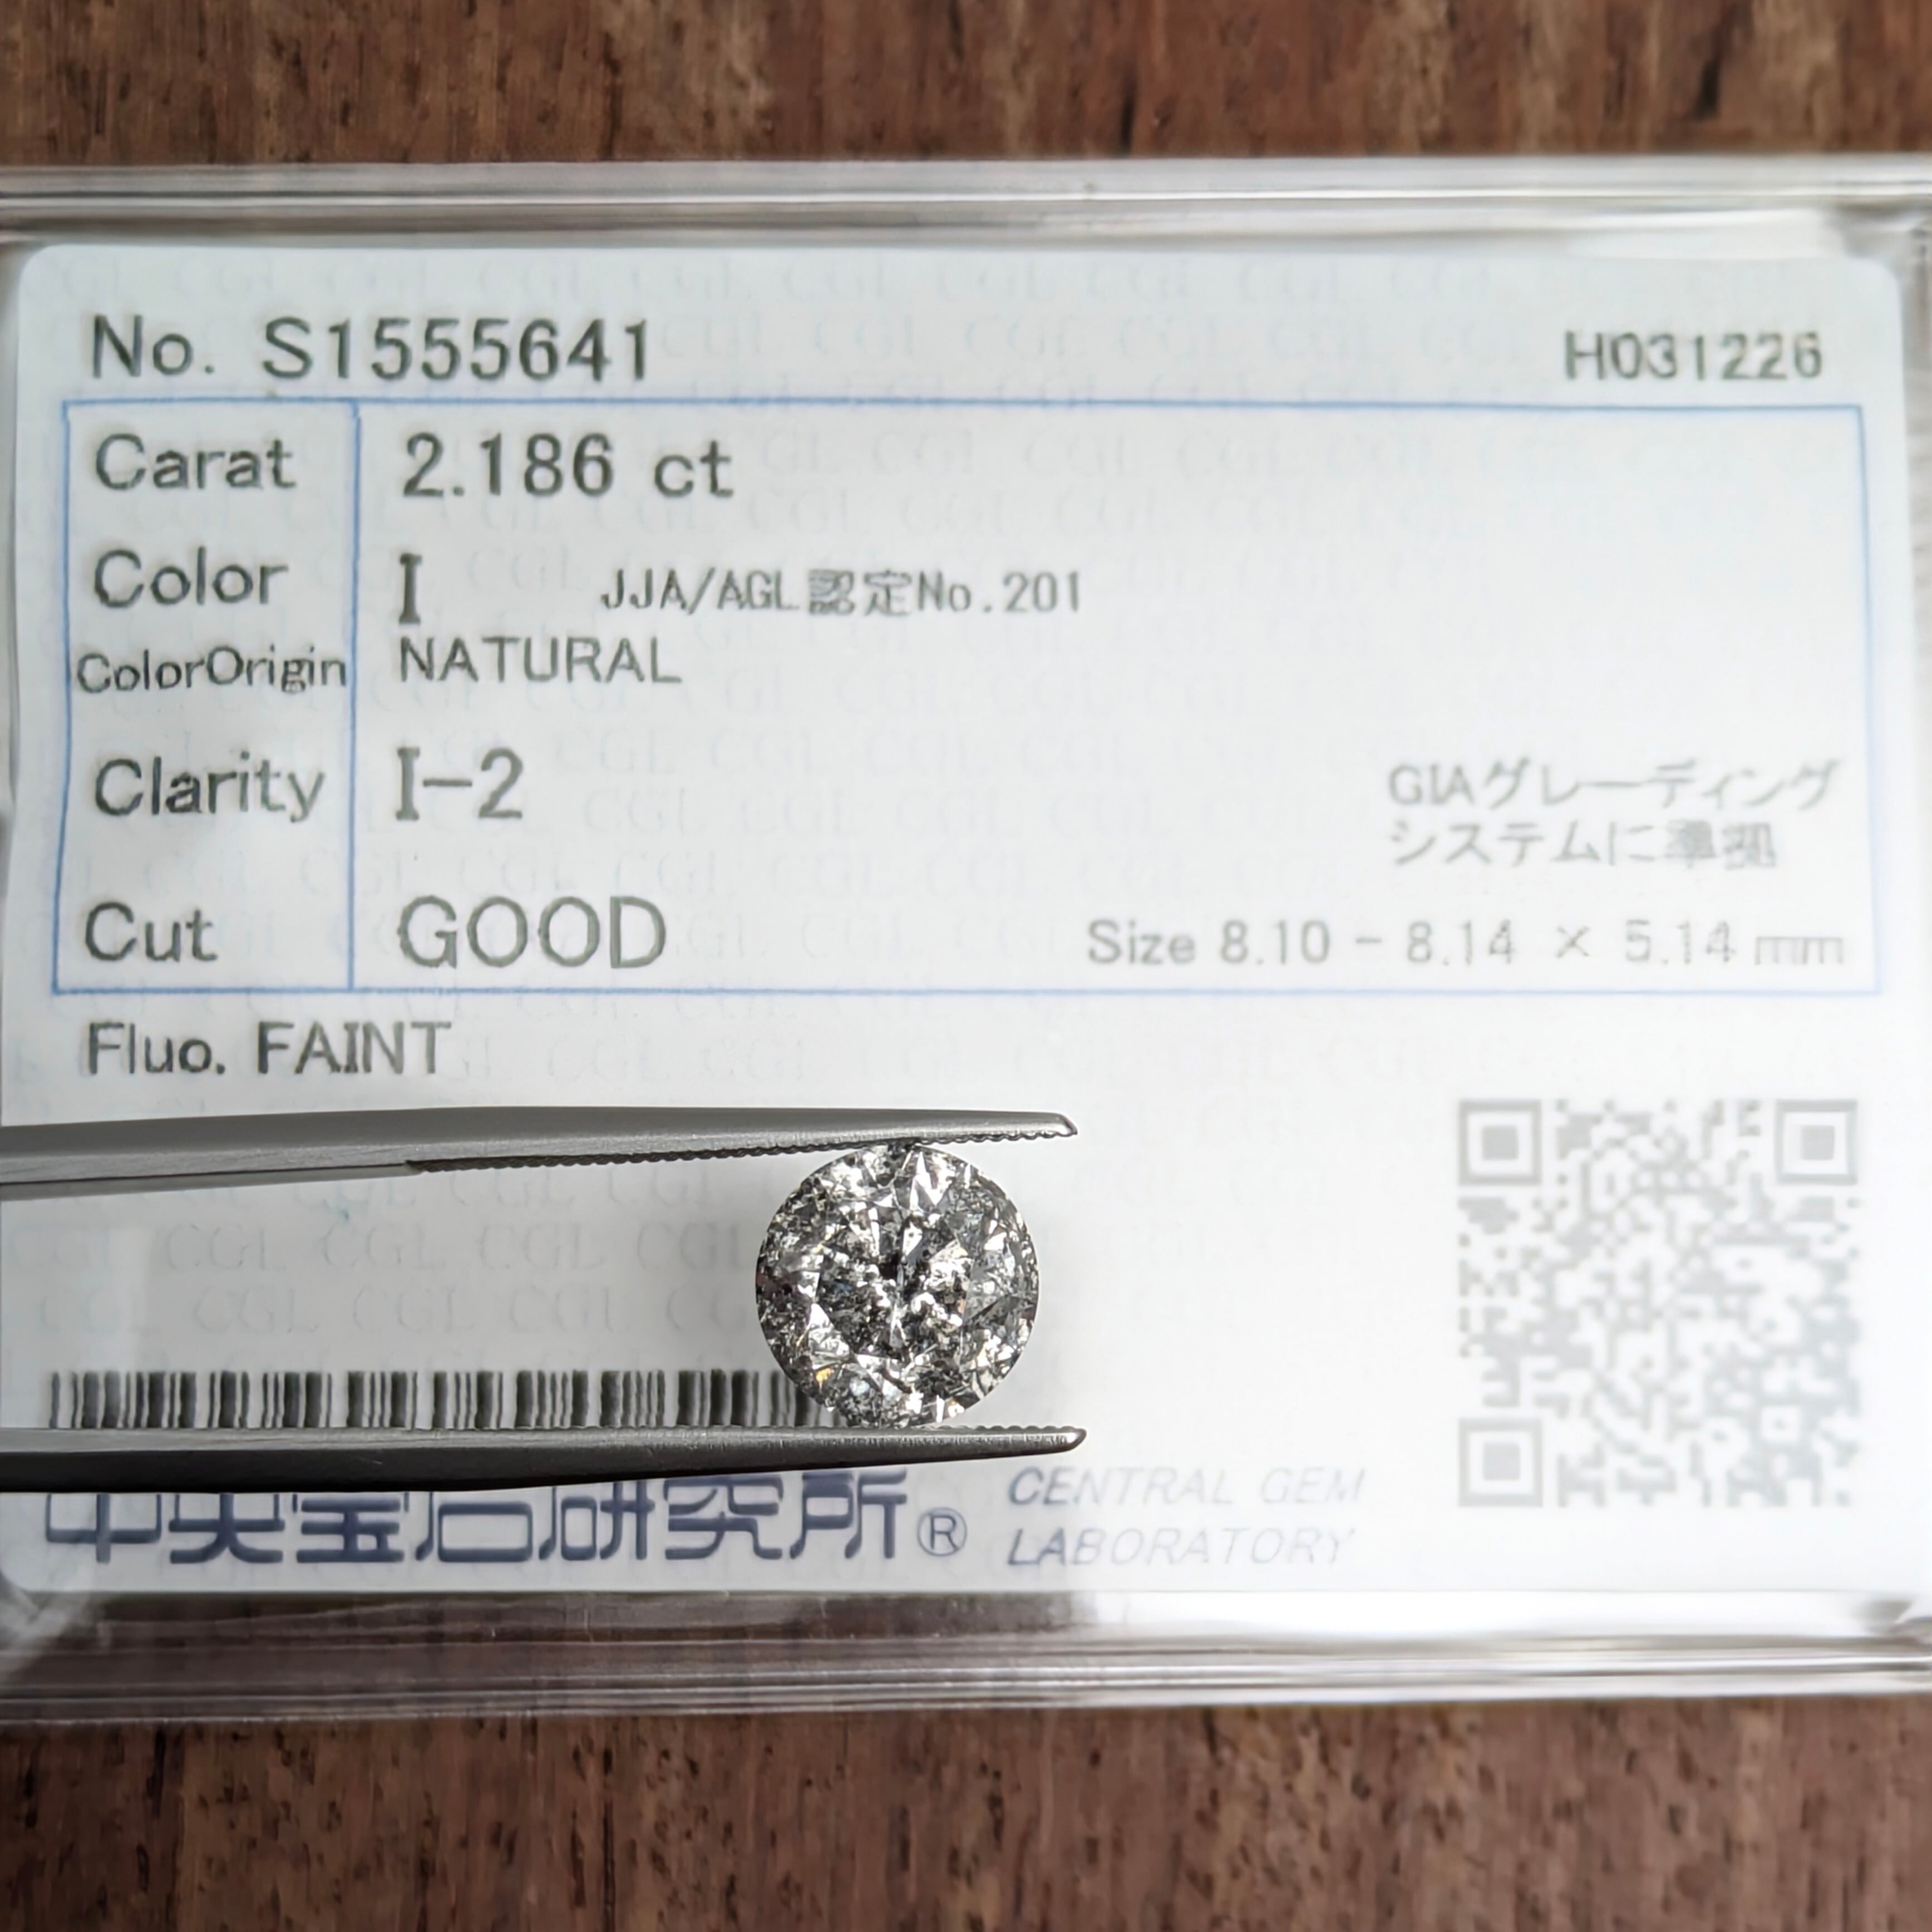 No. S1555641 H031226
Carat 2.186 ct
Color I JJA/AGL認定No.201
ColorOrigin NATURAL
Clarity I-2
GIAグレーディング
システムに準拠
Cut GOOD Size 8.10 - 8.14 × 5.14 mm
Fluo. FAINT
中央宝石研究所® CENTRAL GEM
LABORATORY